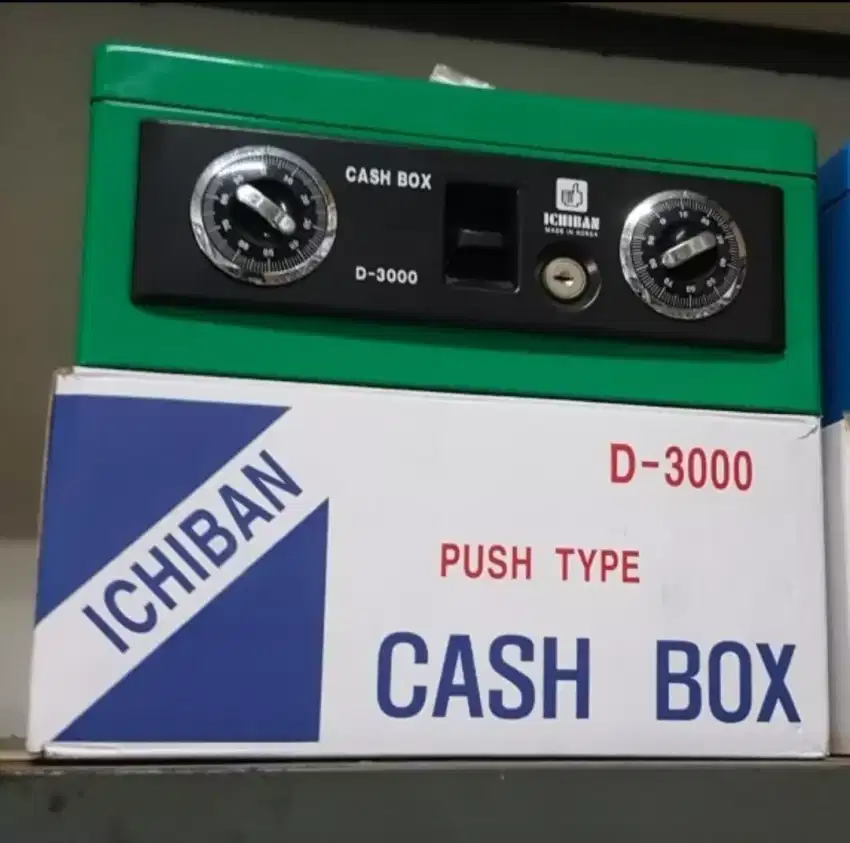 CASH BOX
D-3000
ICHIBAN
MADE IN KOREA
D-3000
PUSH TYPE
ICHIBAN
CASH BOX